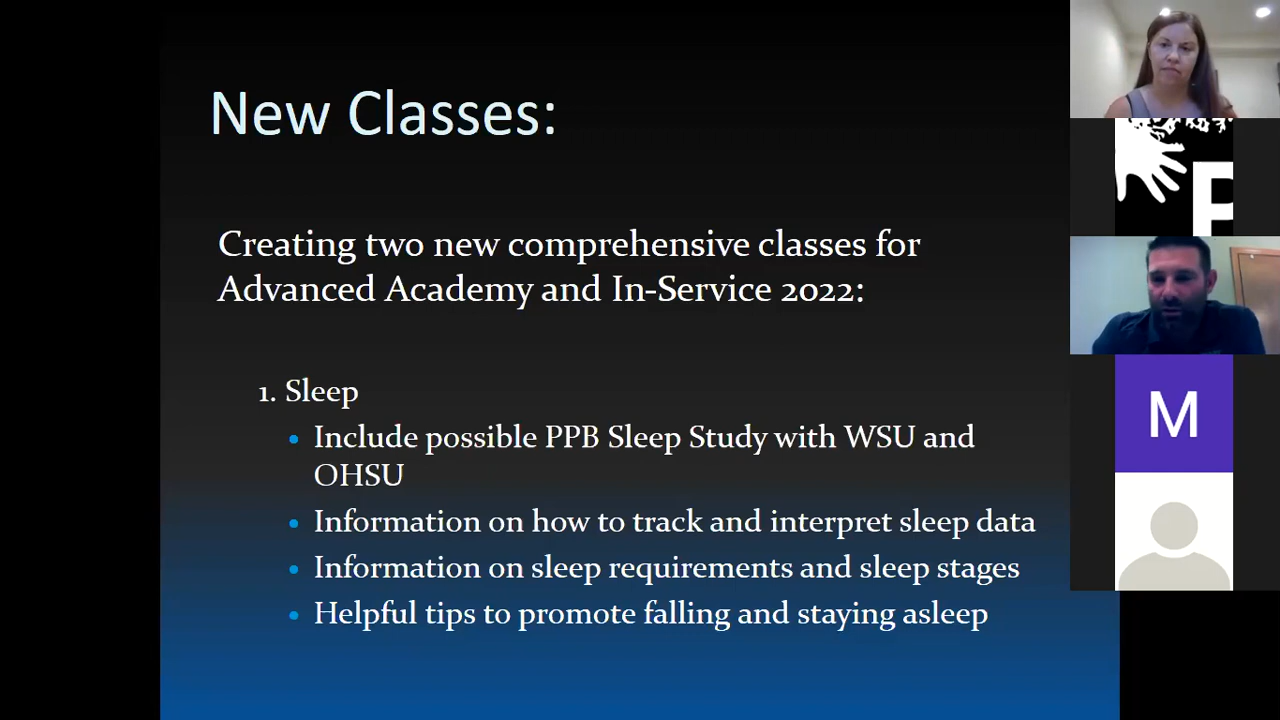 New Classes:
Creating two new comprehensive classes for
Advanced Academy and In-Service 2022:
1. Sleep
• Include possible PPB Sleep Study with WSU and
OHSU
• Information on how to track and interpret sleep data
• Information on sleep requirements and sleep stages
• Helpful tips to promote falling and staying asleep
P
M